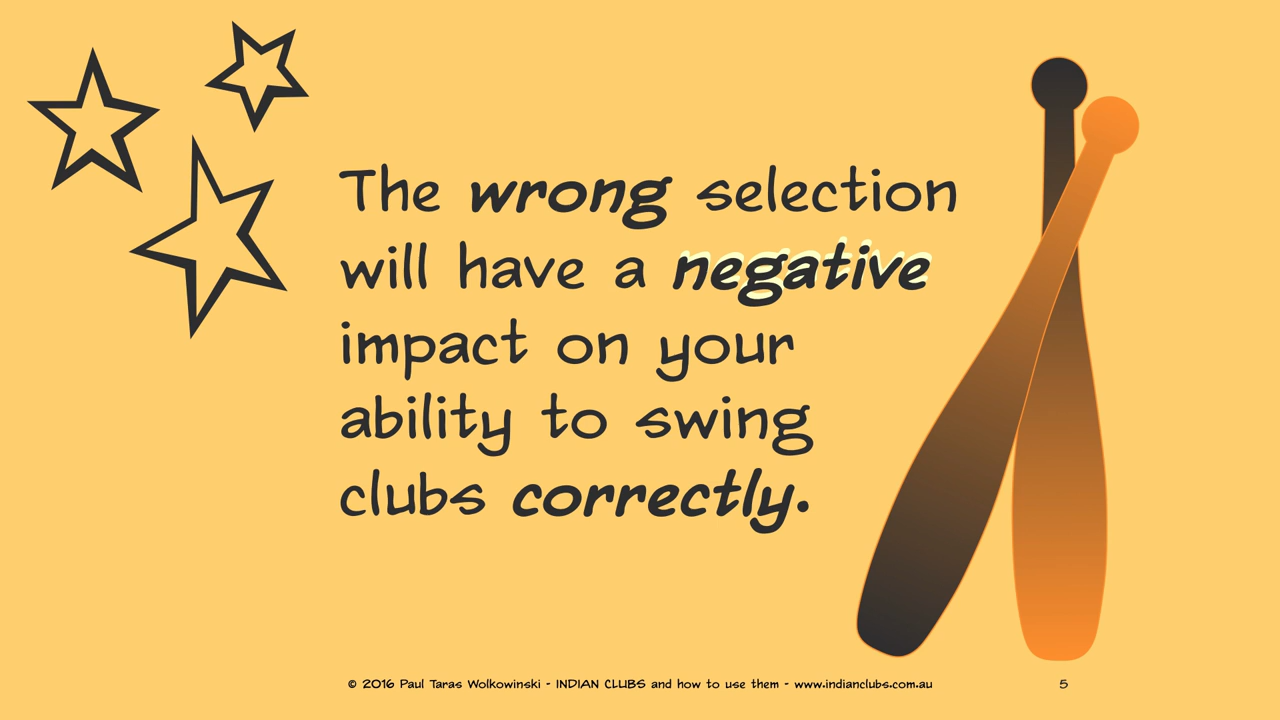 The wrong selection
will have a negative
impact on your
ability to swing
clubs correctly.
© 2016 Paul Taras Wolkowinski - INDIAN CLUBS and how to use them - www.indianclubs.com.au 5